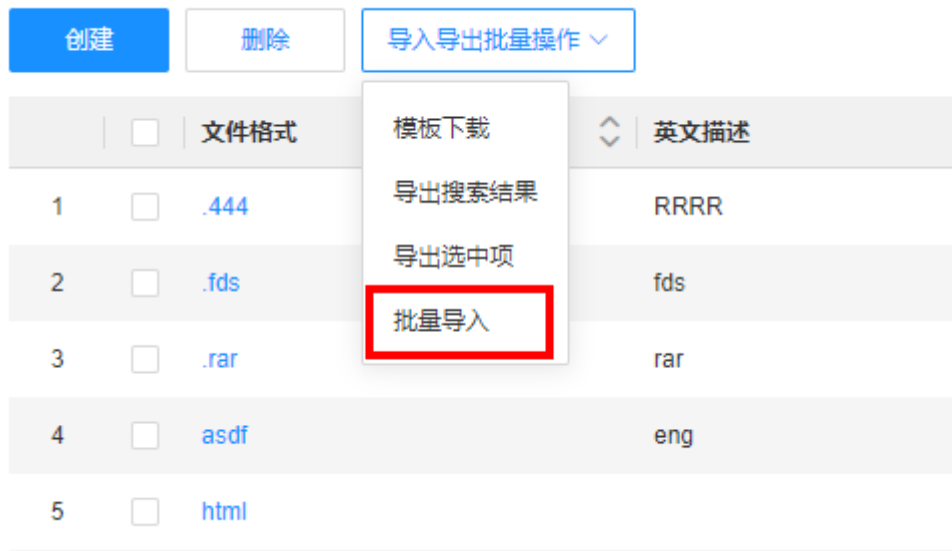 创建 删除 导入导出批量操作
文件格式 英文描述
模板下载
导出搜索结果
导出选中项
批量导入
1 .444 RRRR
2 .fds fds
3 .rar rar
4 asdf eng
5 html